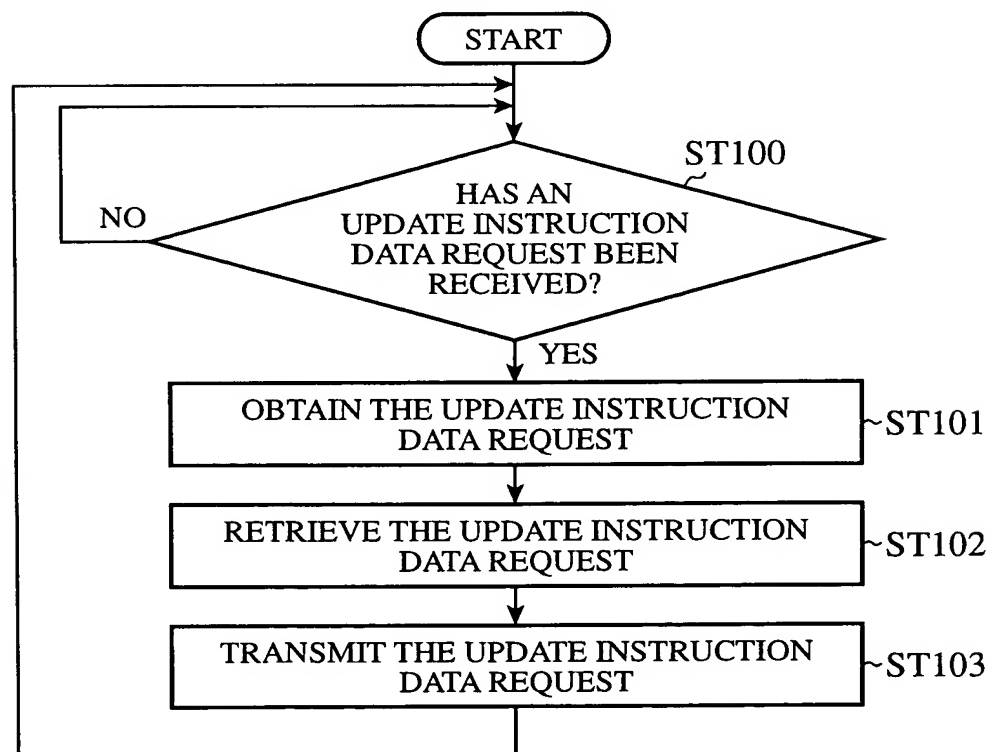 START
ST100
HAS AN
UPDATE INSTRUCTION
DATA REQUEST BEEN
RECEIVED?
NO
YES
OBTAIN THE UPDATE INSTRUCTION
DATA REQUEST
ST101
RETRIEVE THE UPDATE INSTRUCTION
DATA REQUEST
ST102
TRANSMIT THE UPDATE INSTRUCTION
DATA REQUEST
ST103